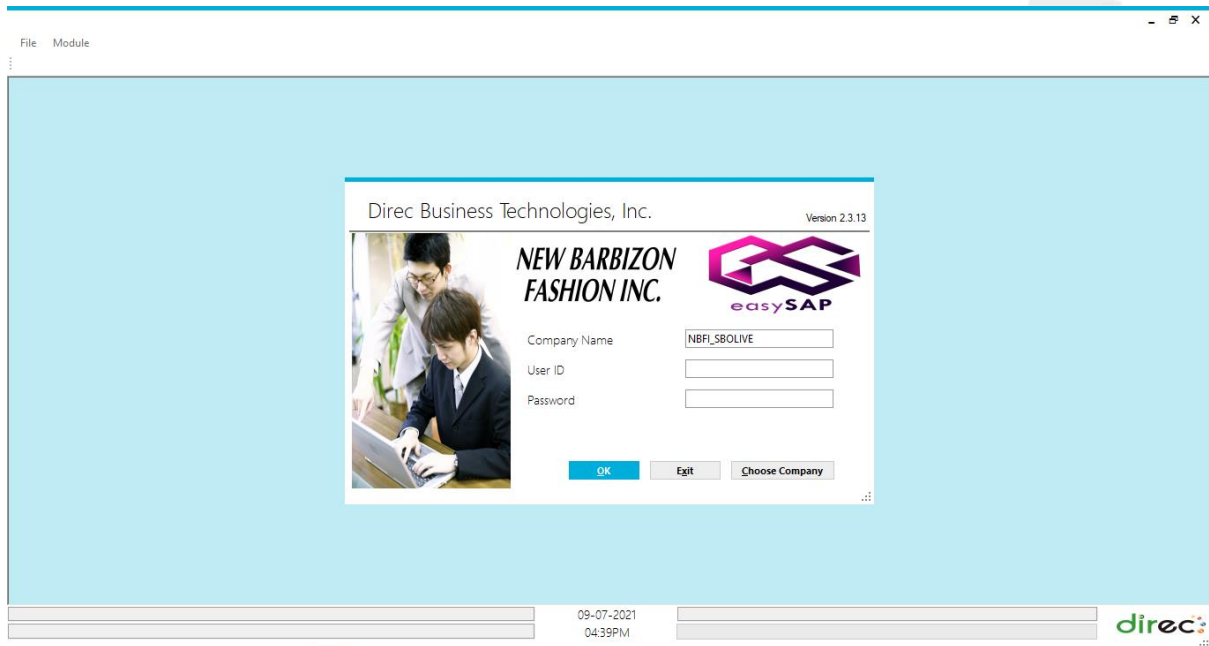 File Module
Direc Business Technologies, Inc.
Version 2.3.13
NEW BARBIZON
FASHION INC.
easySAP
Company Name NBFI_SBOLIVE
User ID
Password
OK Exit Choose Company
09-07-2021
04:39PM
direc